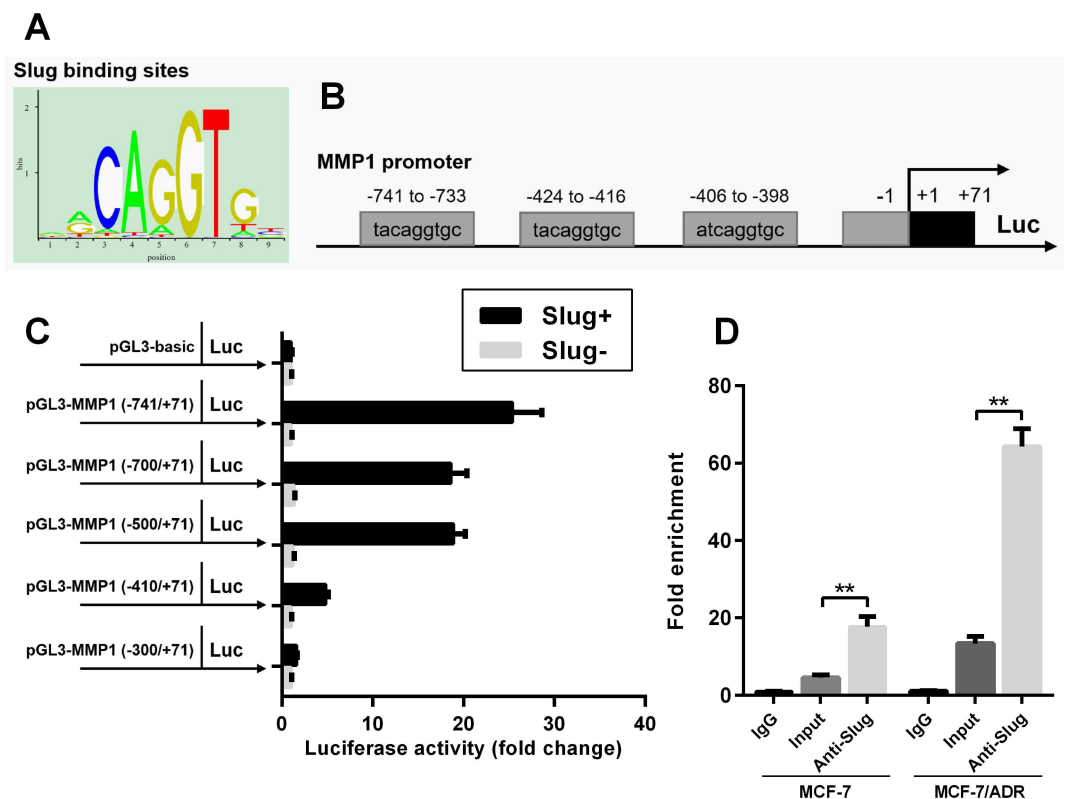 A
Slug binding sites
2
1
bits
C A G G T G
A
G
A
1 2 3 4 5 6 7 8 9
position
B
MMP1 promoter
-741 to -733
-424 to -416
-406 to -398
-1
+1
+71
tacaggtgc
tacaggtgc
atcaggtgc
Luc
C
Slug+
Slug-
pGL3-basic Luc
pGL3-MMP1 (-741/+71) Luc
pGL3-MMP1 (-700/+71) Luc
pGL3-MMP1 (-500/+71) Luc
pGL3-MMP1 (-410/+71) Luc
pGL3-MMP1 (-300/+71) Luc
0 10 20 30 40
Luciferase activity (fold change)
D
80
60
40
20
0
Fold enrichment
**
**
IgG
Input
Anti-Slug
IgG
Input
Anti-Slug
MCF-7
MCF-7/ADR